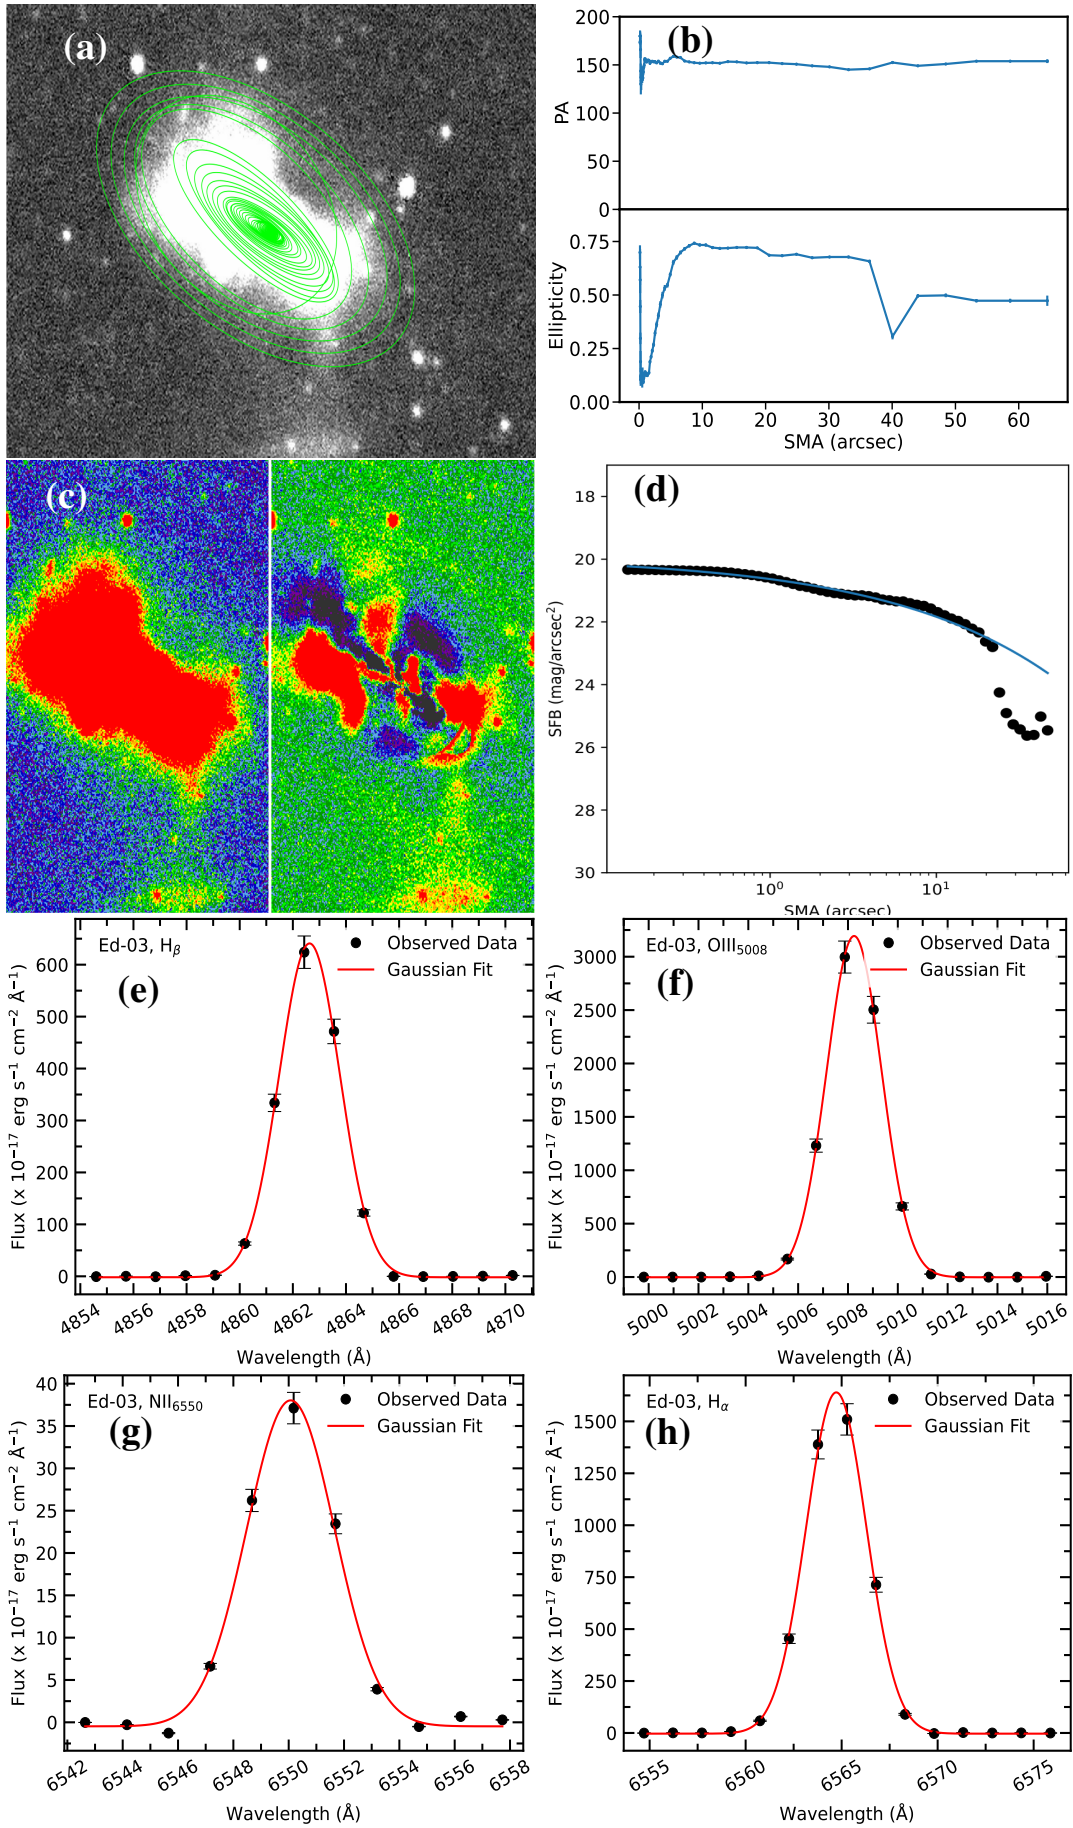 (a)
(b)
200
150
100
50
0
PA
0.75
0.50
0.25
0.00
Ellipticity
0 10 20 30 40 50 60
SMA (arcsec)
(c)
(d)
18
20
22
24
26
28
30
SFB (mag/arcsec²)
10⁰ 10¹
SMA (arcsec)
Ed-03, Hβ
Observed Data
Gaussian Fit
(e)
600
500
400
300
200
100
0
Flux (x 10⁻¹⁷ erg s⁻¹ cm⁻² Å⁻¹)
4854 4856 4858 4860 4862 4864 4866 4868 4870
Wavelength (Å)
Ed-03, OIII₅₀₀₈
Observed Data
Gaussian Fit
(f)
3000
2500
2000
1500
1000
500
0
Flux (x 10⁻¹⁷ erg s⁻¹ cm⁻² Å⁻¹)
5000 5002 5004 5006 5008 5010 5012 5014 5016
Wavelength (Å)
Ed-03, NII₆₅₅₀
Observed Data
Gaussian Fit
(g)
40
35
30
25
20
15
10
5
0
Flux (x 10⁻¹⁷ erg s⁻¹ cm⁻² Å⁻¹)
6542 6544 6546 6548 6550 6552 6554 6556 6558
Wavelength (Å)
Ed-03, Hα
Observed Data
Gaussian Fit
(h)
1500
1250
1000
750
500
250
0
Flux (x 10⁻¹⁷ erg s⁻¹ cm⁻² Å⁻¹)
6555 6560 6565 6570 6575
Wavelength (Å)